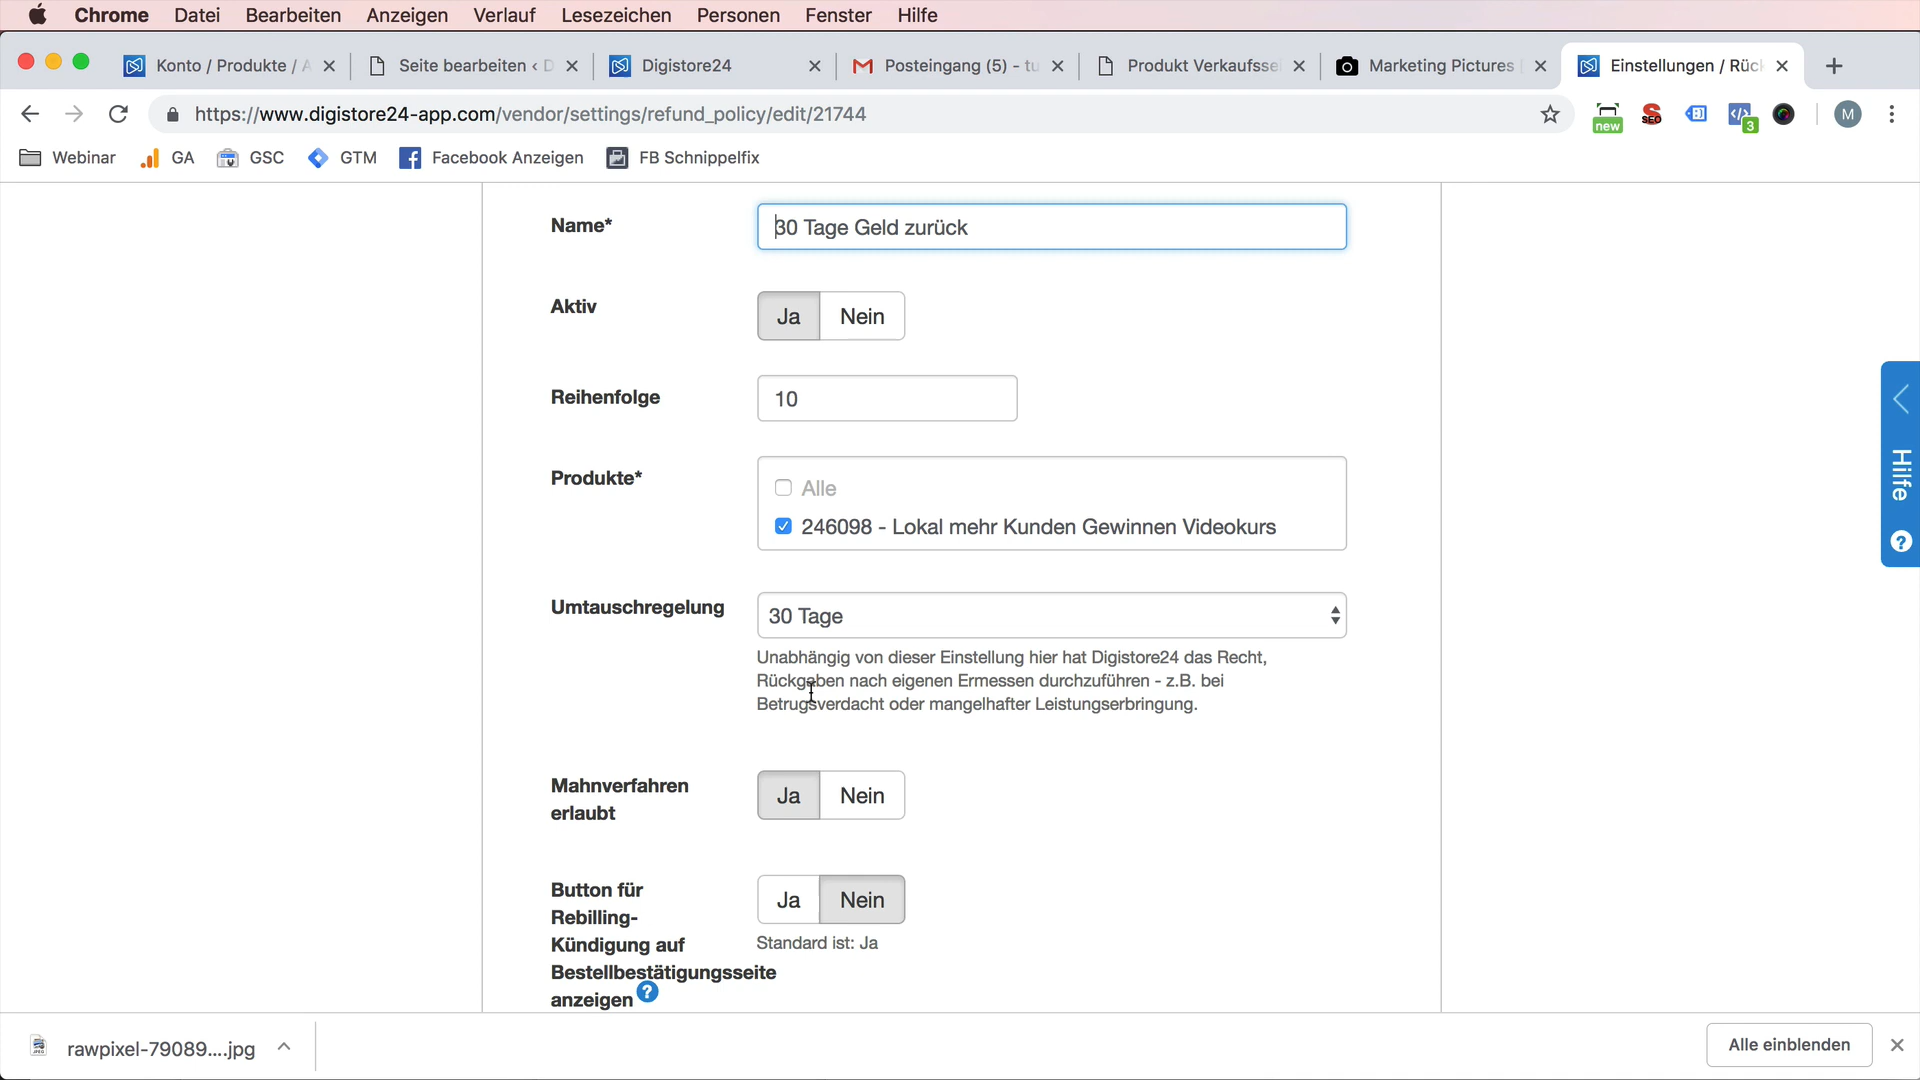 Chrome Datei Bearbeiten Anzeigen Verlauf Lesezeichen Personen Fenster Hilfe
Konto / Produkte / A Seite bearbeiten ‹ D Digistore24 Posteingang (5) - tu Produkt Verkaufssei Marketing Pictures Einstellungen / Rüc
https://www.digistore24-app.com/vendor/settings/refund_policy/edit/21744
new SEO 3 M
Webinar GA GSC GTM Facebook Anzeigen FB Schnippelfix
Name* 30 Tage Geld zurück
Aktiv Ja Nein
Reihenfolge 10
Produkte* Alle
246098 - Lokal mehr Kunden Gewinnen Videokurs
Umtauschregelung 30 Tage
Unabhängig von dieser Einstellung hier hat Digistore24 das Recht,
Rückgaben nach eigenen Ermessen durchzuführen - z.B. bei
Betrugsverdacht oder mangelhafter Leistungserbringung.
Mahnverfahren
erlaubt
Ja Nein
Button für
Rebilling-
Kündigung auf
Bestellbestätigungsseite
anzeigen ?
Ja Nein
Standard ist: Ja
Hilfe ?
rawpixel-79089....jpg
Alle einblenden